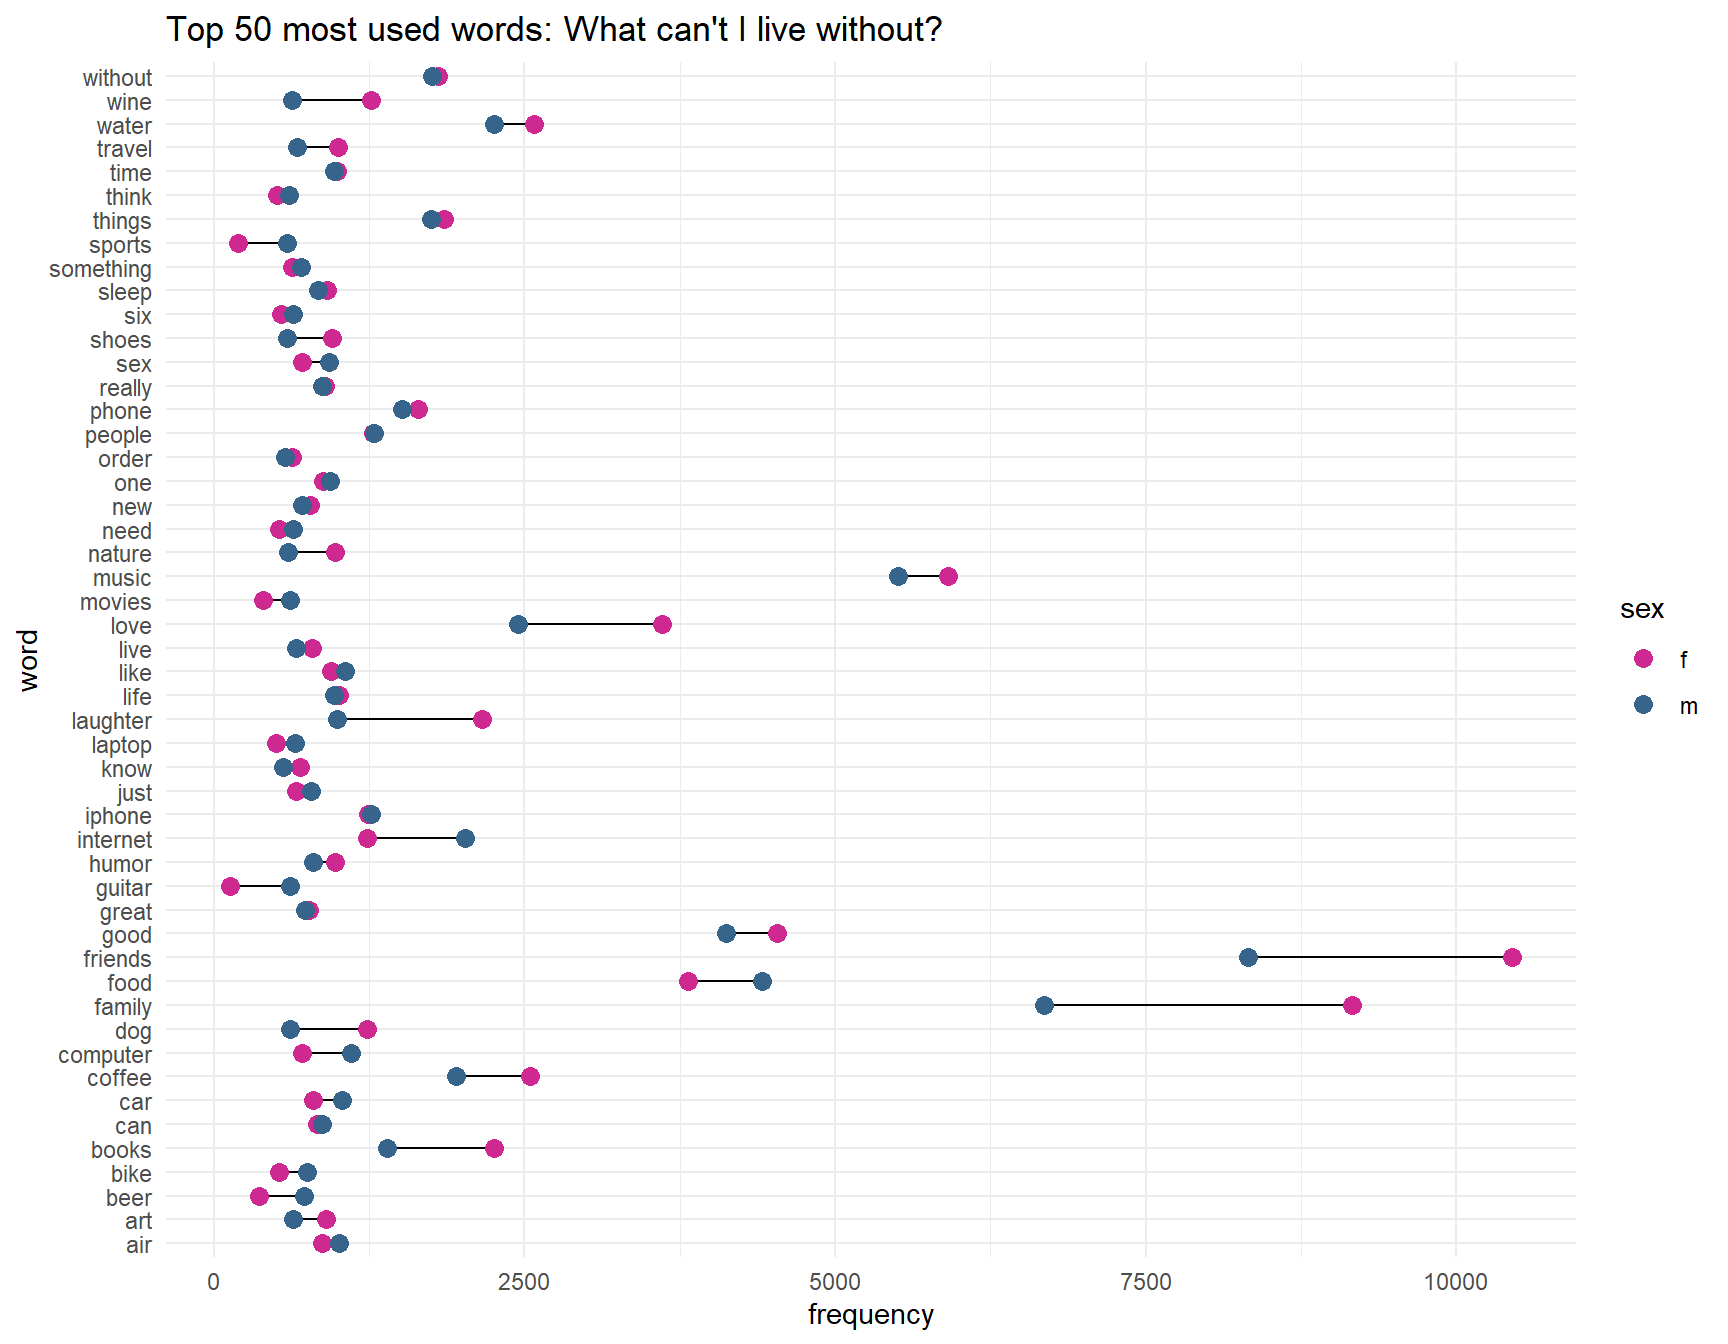 Top 50 most used words: What can't I live without?
without
wine
water
travel
time
think
things
sports
something
sleep
six
shoes
sex
really
phone
people
order
one
new
need
nature
music
movies
love
live
like
life
laughter
laptop
know
just
iphone
internet
humor
guitar
great
good
friends
food
family
dog
computer
coffee
car
can
books
bike
beer
art
air
word
0 2500 5000 7500 10000
frequency
sex
f
m